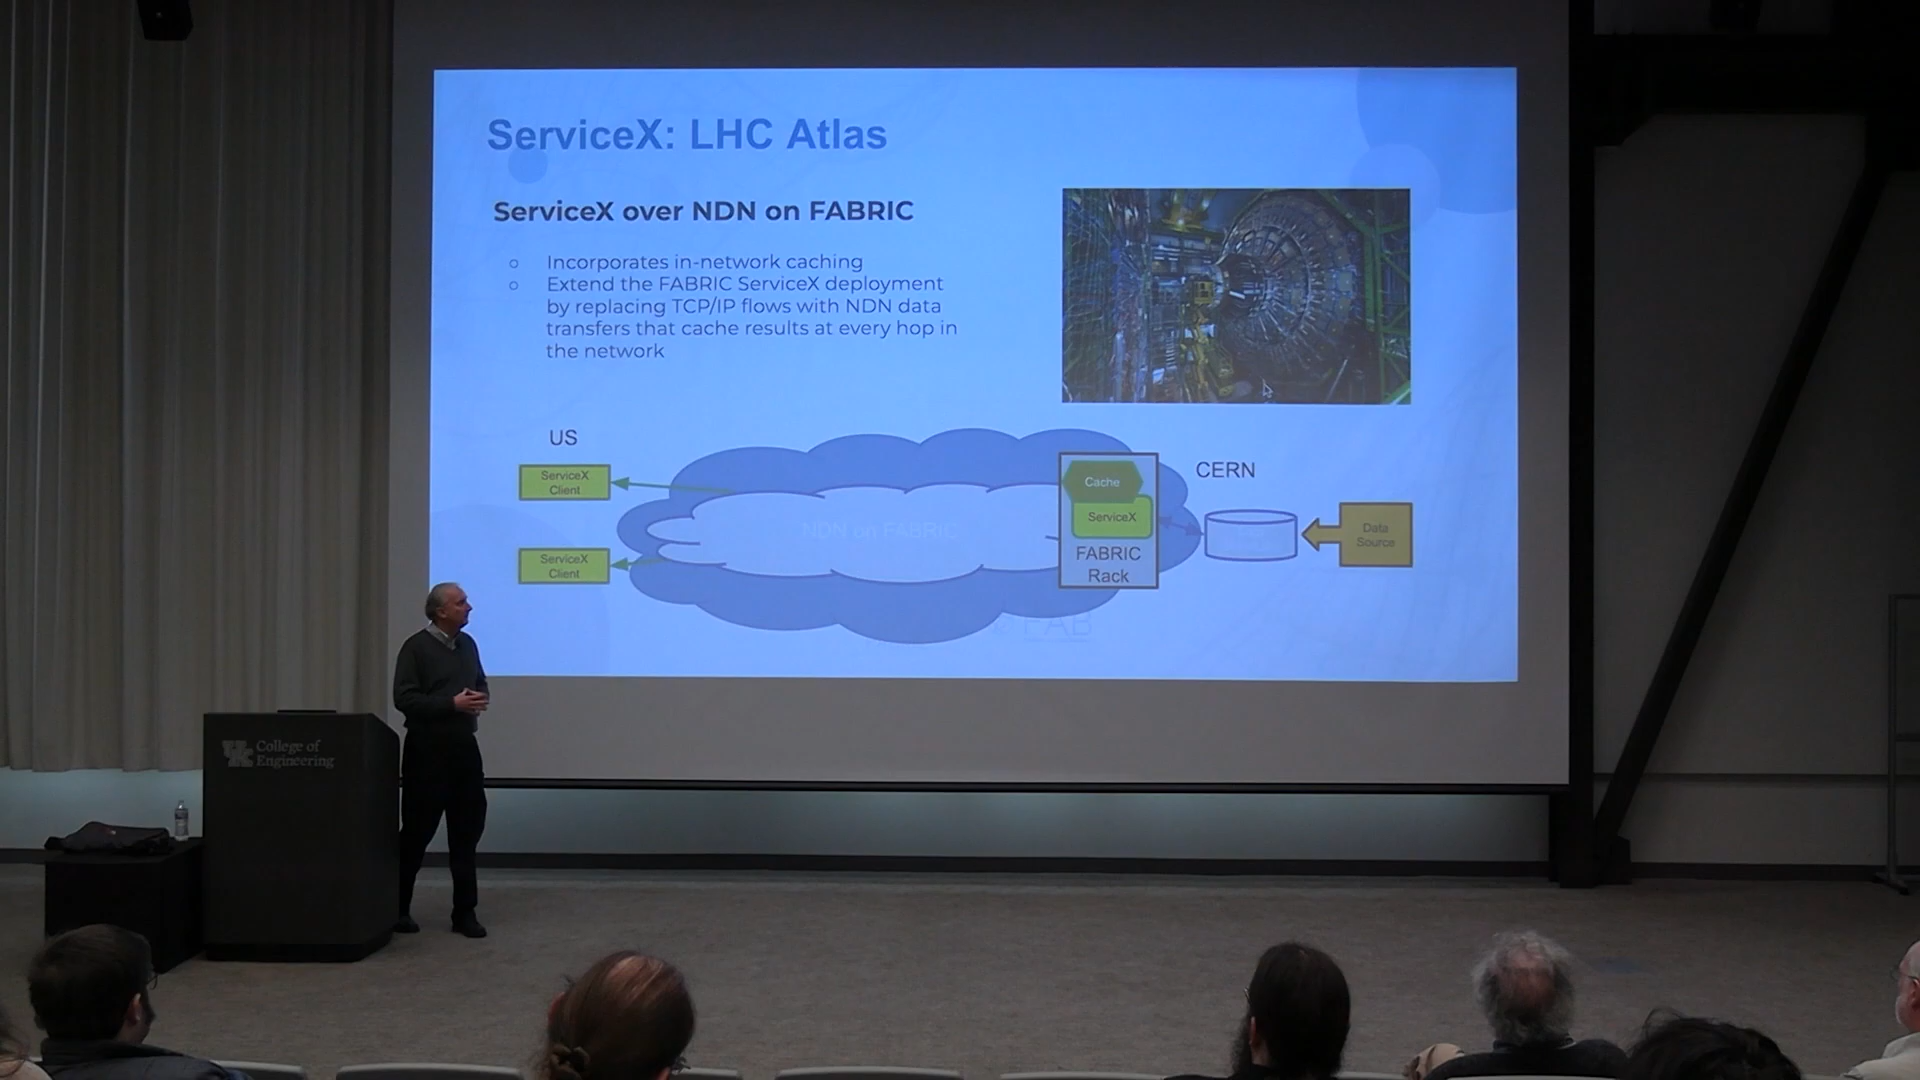 ServiceX: LHC Atlas
ServiceX over NDN on FABRIC
Incorporates in-network caching
Extend the FABRIC ServiceX deployment
by replacing TCP/IP flows with NDN data
transfers that cache results at every hop in
the network
US
ServiceX
Client
ServiceX
Client
NDN on FABRIC
Cache
ServiceX
FABRIC
Rack
CERN
Data
Source
FAB
UK College of
Engineering